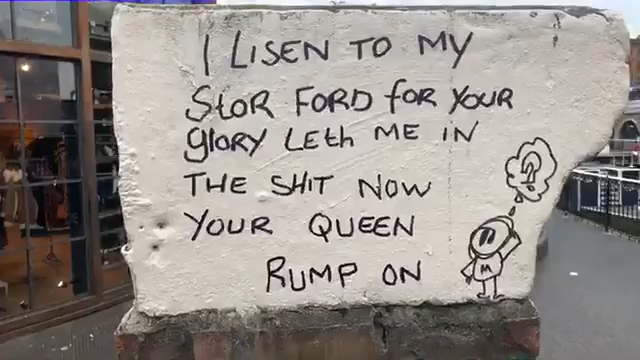 I LISEN TO MY
StOR FORD foR YOUR
glORY LEth ME IN
THE SHIT NOW
YOUR QUEEN
RUMP ON
?
M